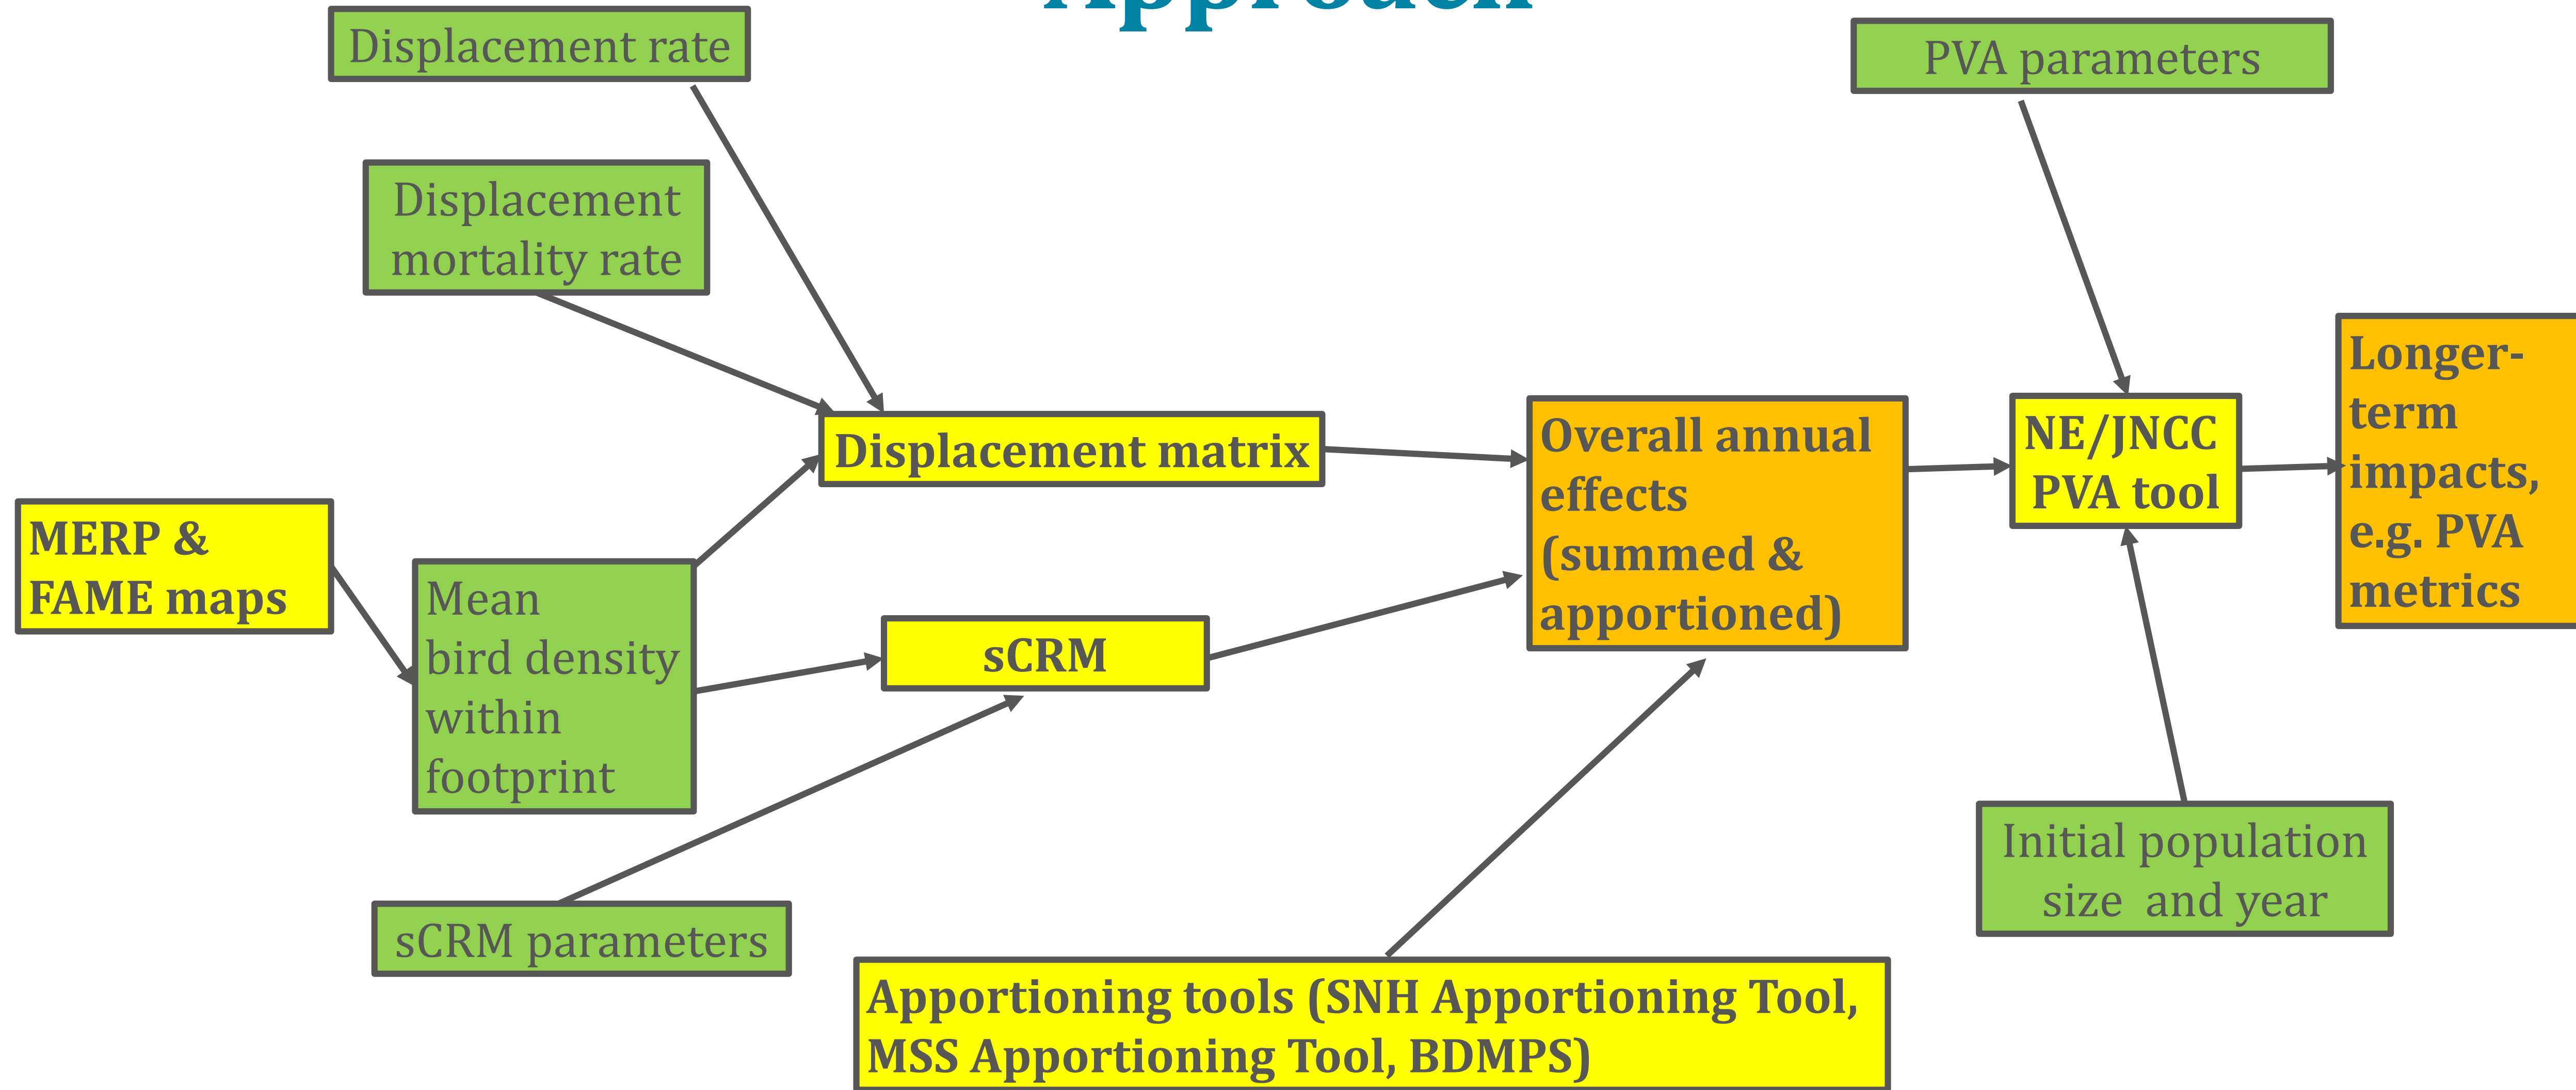 Approach
Displacement rate
PVA parameters
Displacement
mortality rate
Displacement matrix
Overall annual
effects
(summed &
apportioned)
NE/JNCC
PVA tool
Longer-
term
impacts,
e.g. PVA
metrics
MERP &
FAME maps
Mean
bird density
within
footprint
sCRM
sCRM parameters
Initial population
size and year
Apportioning tools (SNH Apportioning Tool,
MSS Apportioning Tool, BDMPS)